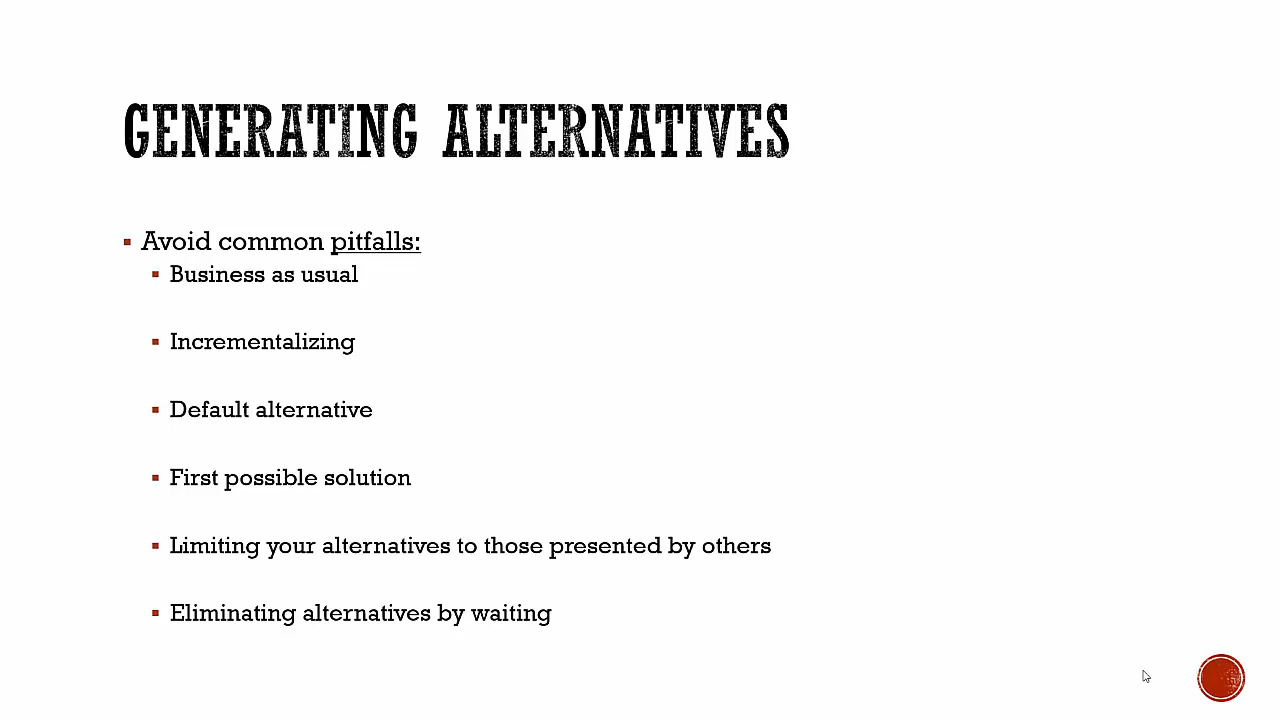 GENERATING ALTERNATIVES
Avoid common pitfalls:
Business as usual
Incrementalizing
Default alternative
First possible solution
Limiting your alternatives to those presented by others
Eliminating alternatives by waiting